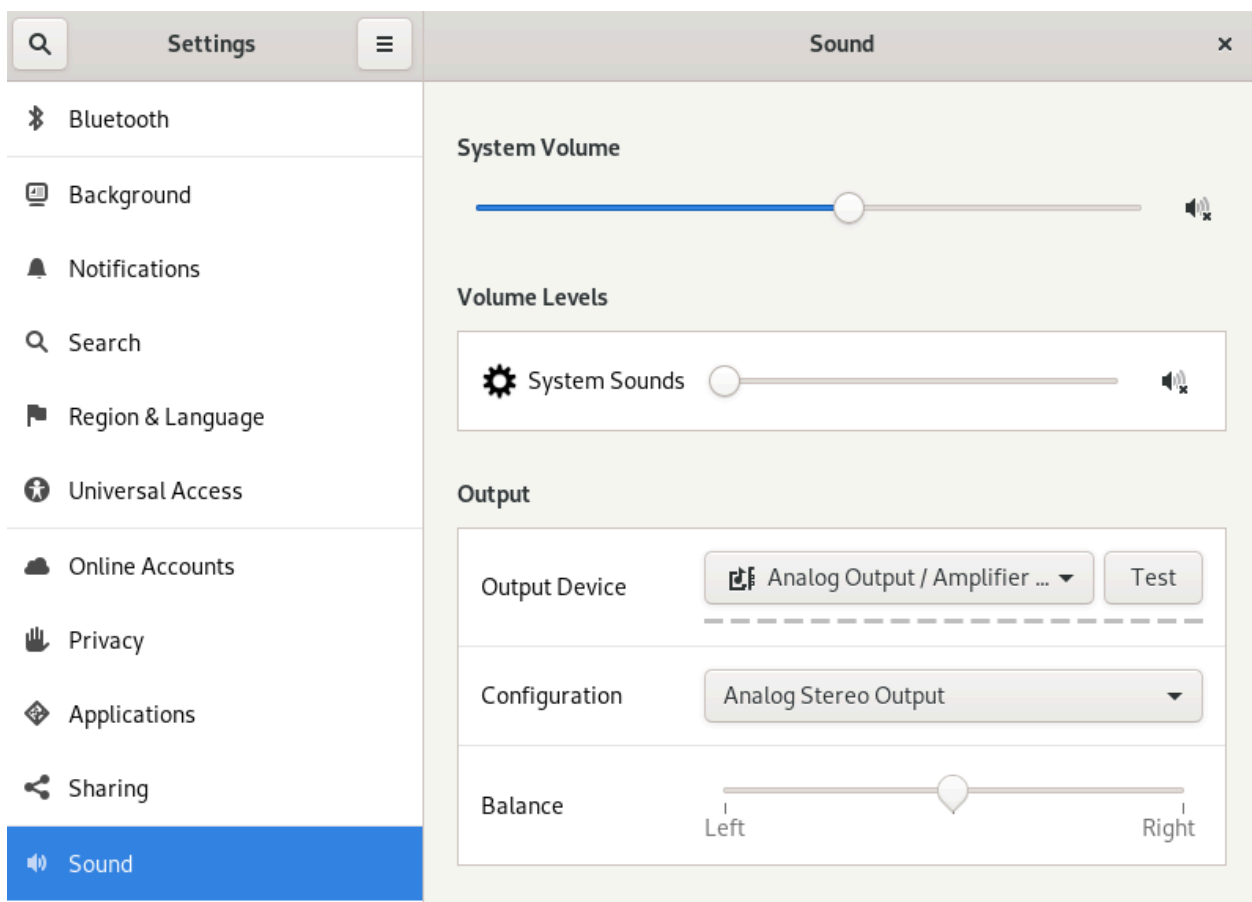 Settings
Sound
Bluetooth
Background
Notifications
Search
Region & Language
Universal Access
Online Accounts
Privacy
Applications
Sharing
Sound
System Volume
Volume Levels
System Sounds
Output
Output Device
Analog Output / Amplifier ...
Test
Configuration
Analog Stereo Output
Balance
Left
Right